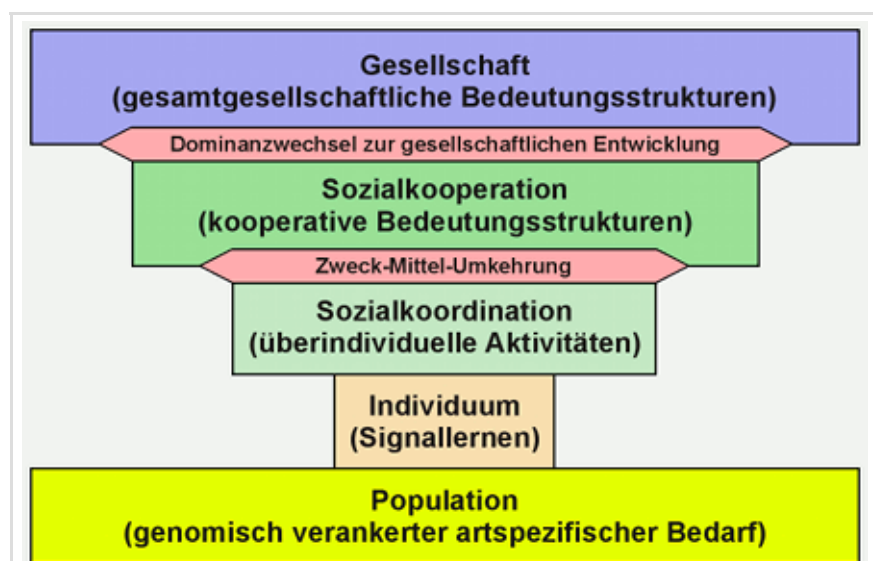 Gesellschaft
(gesamtgesellschaftliche Bedeutungsstrukturen)
Dominanzwechsel zur gesellschaftlichen Entwicklung
Sozialkooperation
(kooperative Bedeutungsstrukturen)
Zweck-Mittel-Umkehrung
Sozialkoordination
(überindividuelle Aktivitäten)
Individuum
(Signallernen)
Population
(genomisch verankerter artspezifischer Bedarf)